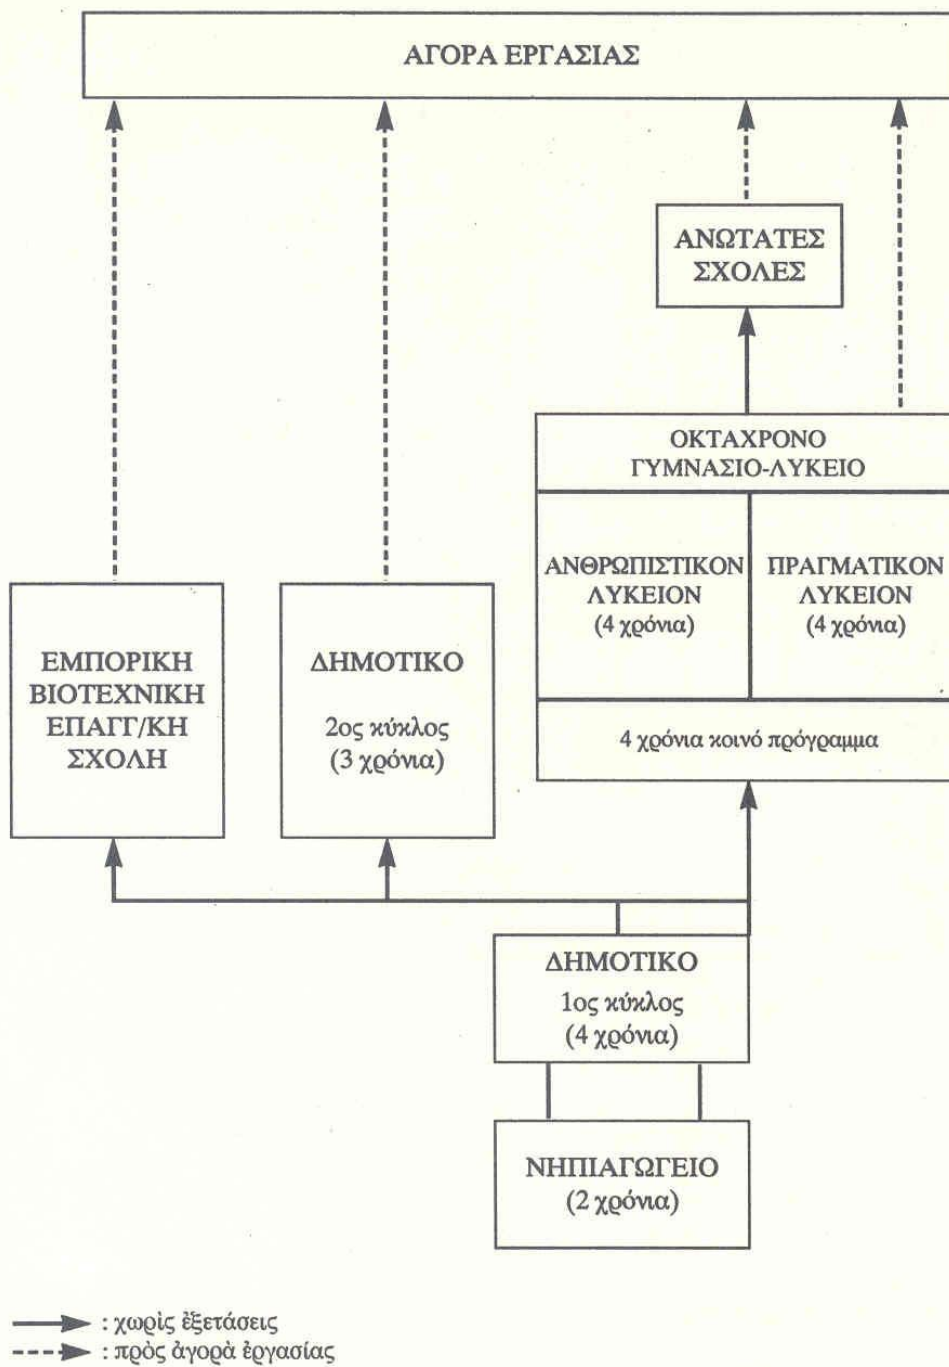 ΑΓΟΡΑ ΕΡΓΑΣΙΑΣ
ΑΝΩΤΑΤΕΣ
ΣΧΟΛΕΣ
ΟΚΤΑΧΡΟΝΟ
ΓΥΜΝΑΣΙΟ-ΛΥΚΕΙΟ
ΑΝΘΡΩΠΙΣΤΙΚΟΝ
ΛΥΚΕΙΟΝ
(4 χρόνια)
ΠΡΑΓΜΑΤΙΚΟΝ
ΛΥΚΕΙΟΝ
(4 χρόνια)
4 χρόνια κοινό πρόγραμμα
ΕΜΠΟΡΙΚΗ
ΒΙΟΤΕΧΝΙΚΗ
ΕΠΑΓΓ/ΚΗ
ΣΧΟΛΗ
ΔΗΜΟΤΙΚΟ
2ος κύκλος
(3 χρόνια)
ΔΗΜΟΤΙΚΟ
1ος κύκλος
(4 χρόνια)
ΝΗΠΙΑΓΩΓΕΙΟ
(2 χρόνια)
: χωρὶς ἐξετάσεις
: πρὸς ἀγορὰ ἐργασίας